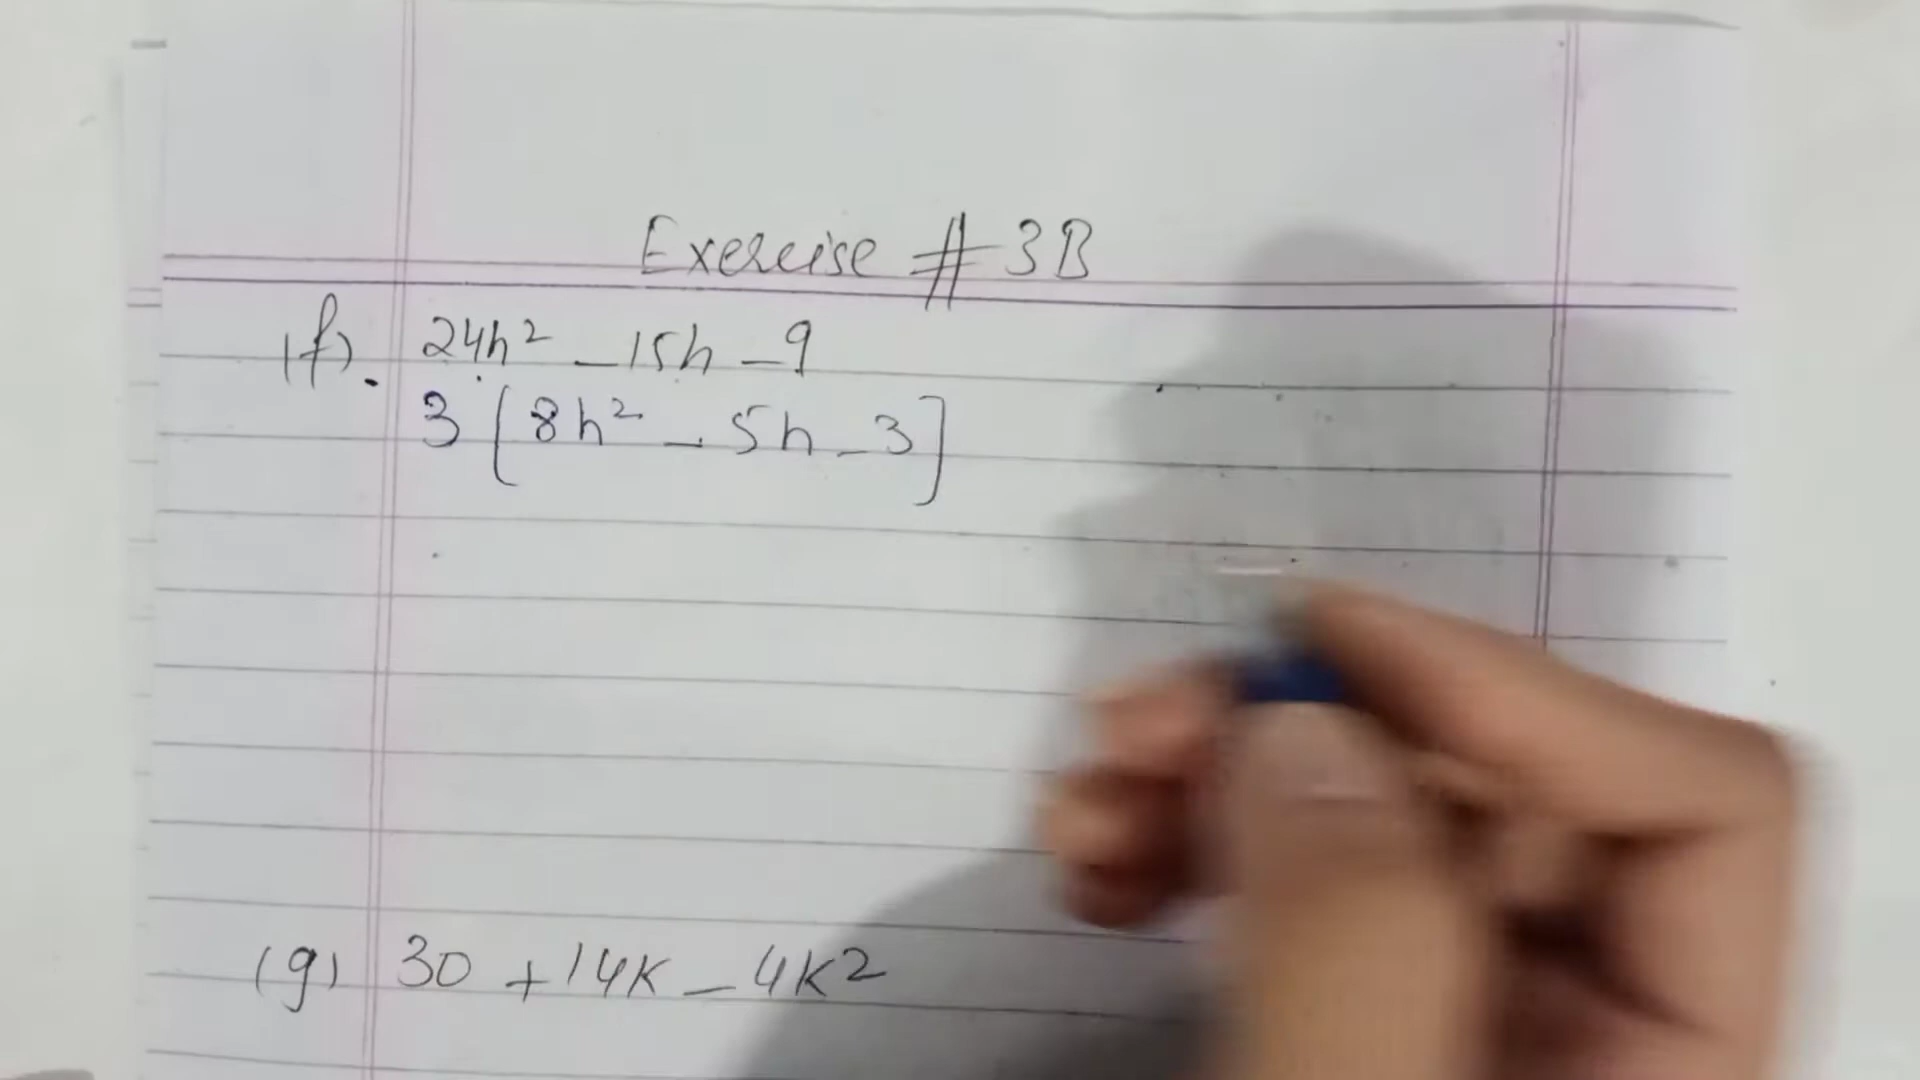 Exercise # 3B
(f). 24h² - 15h - 9
3 [8h² - 5h - 3]
(g) 30 + 14k - 4k²